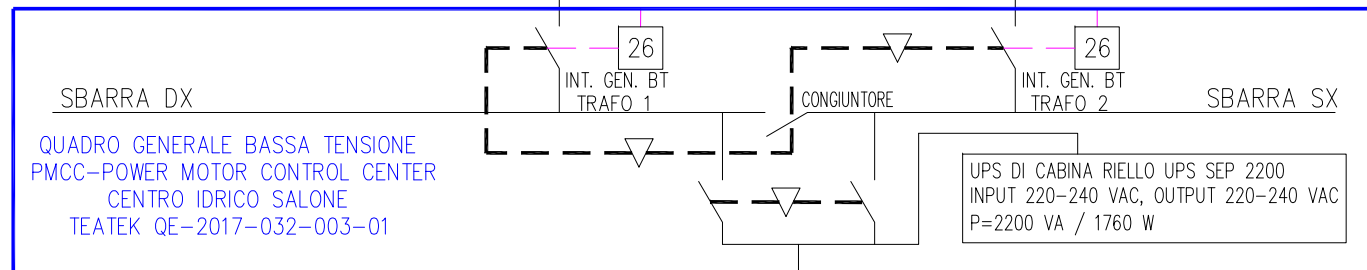 26
26
INT. GEN. BT
TRAFO 1
INT. GEN. BT
TRAFO 2
SBARRA DX
CONGIUNTORE
SBARRA SX
QUADRO GENERALE BASSA TENSIONE
PMCC-POWER MOTOR CONTROL CENTER
CENTRO IDRICO SALONE
TEATEK QE-2017-032-003-01
UPS DI CABINA RIELLO UPS SEP 2200
INPUT 220-240 VAC, OUTPUT 220-240 VAC
P=2200 VA / 1760 W